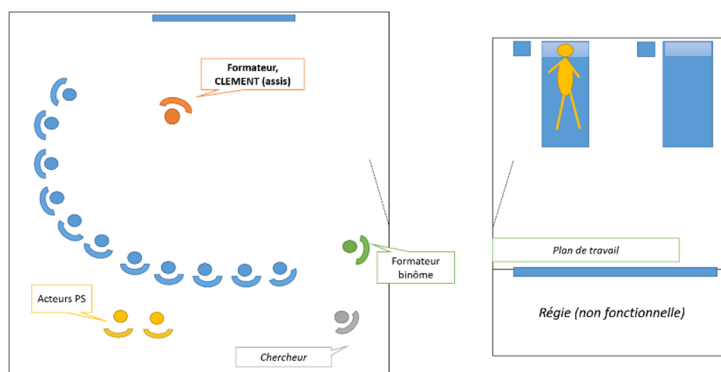 Formateur,
CLEMENT (assis)
Formateur
binôme
Acteurs PS
Chercheur
Plan de travail
Régie (non fonctionnelle)